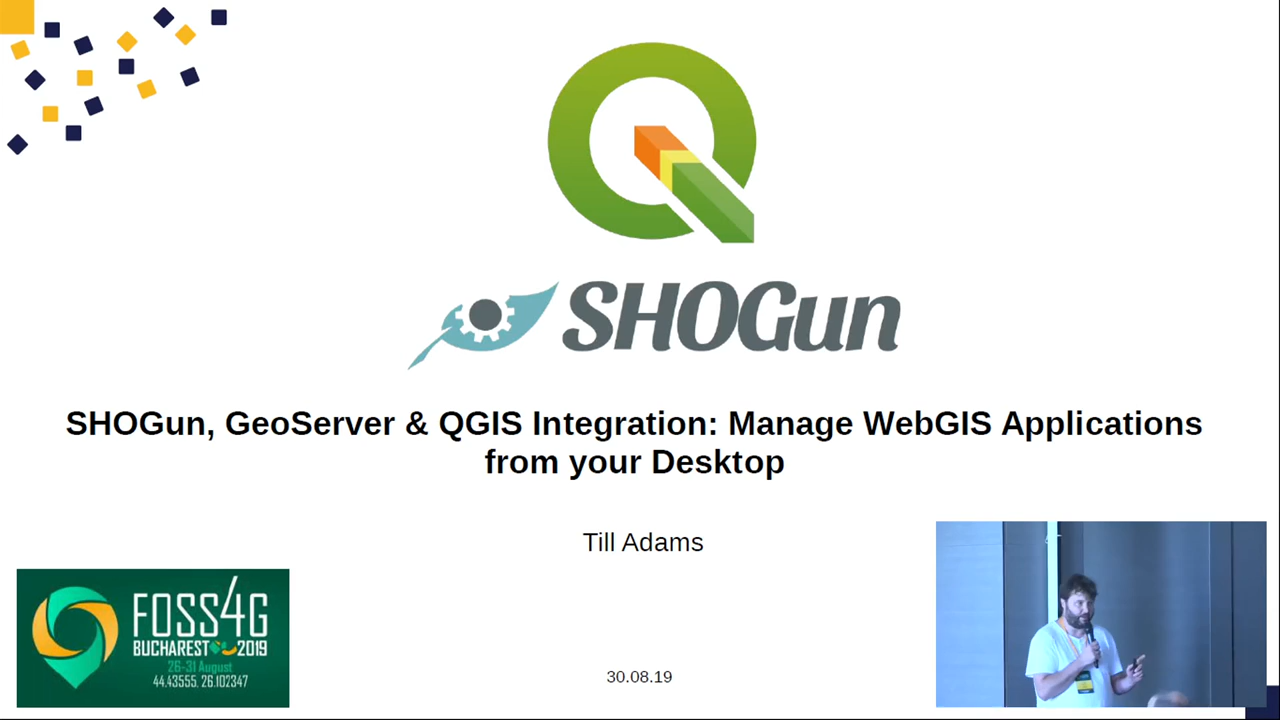 SHOGun
SHOGun, GeoServer & QGIS Integration: Manage WebGIS Applications
from your Desktop
Till Adams
FOSS4G
BUCHAREST 2019
26-31 August
44.43555, 26.102347
30.08.19